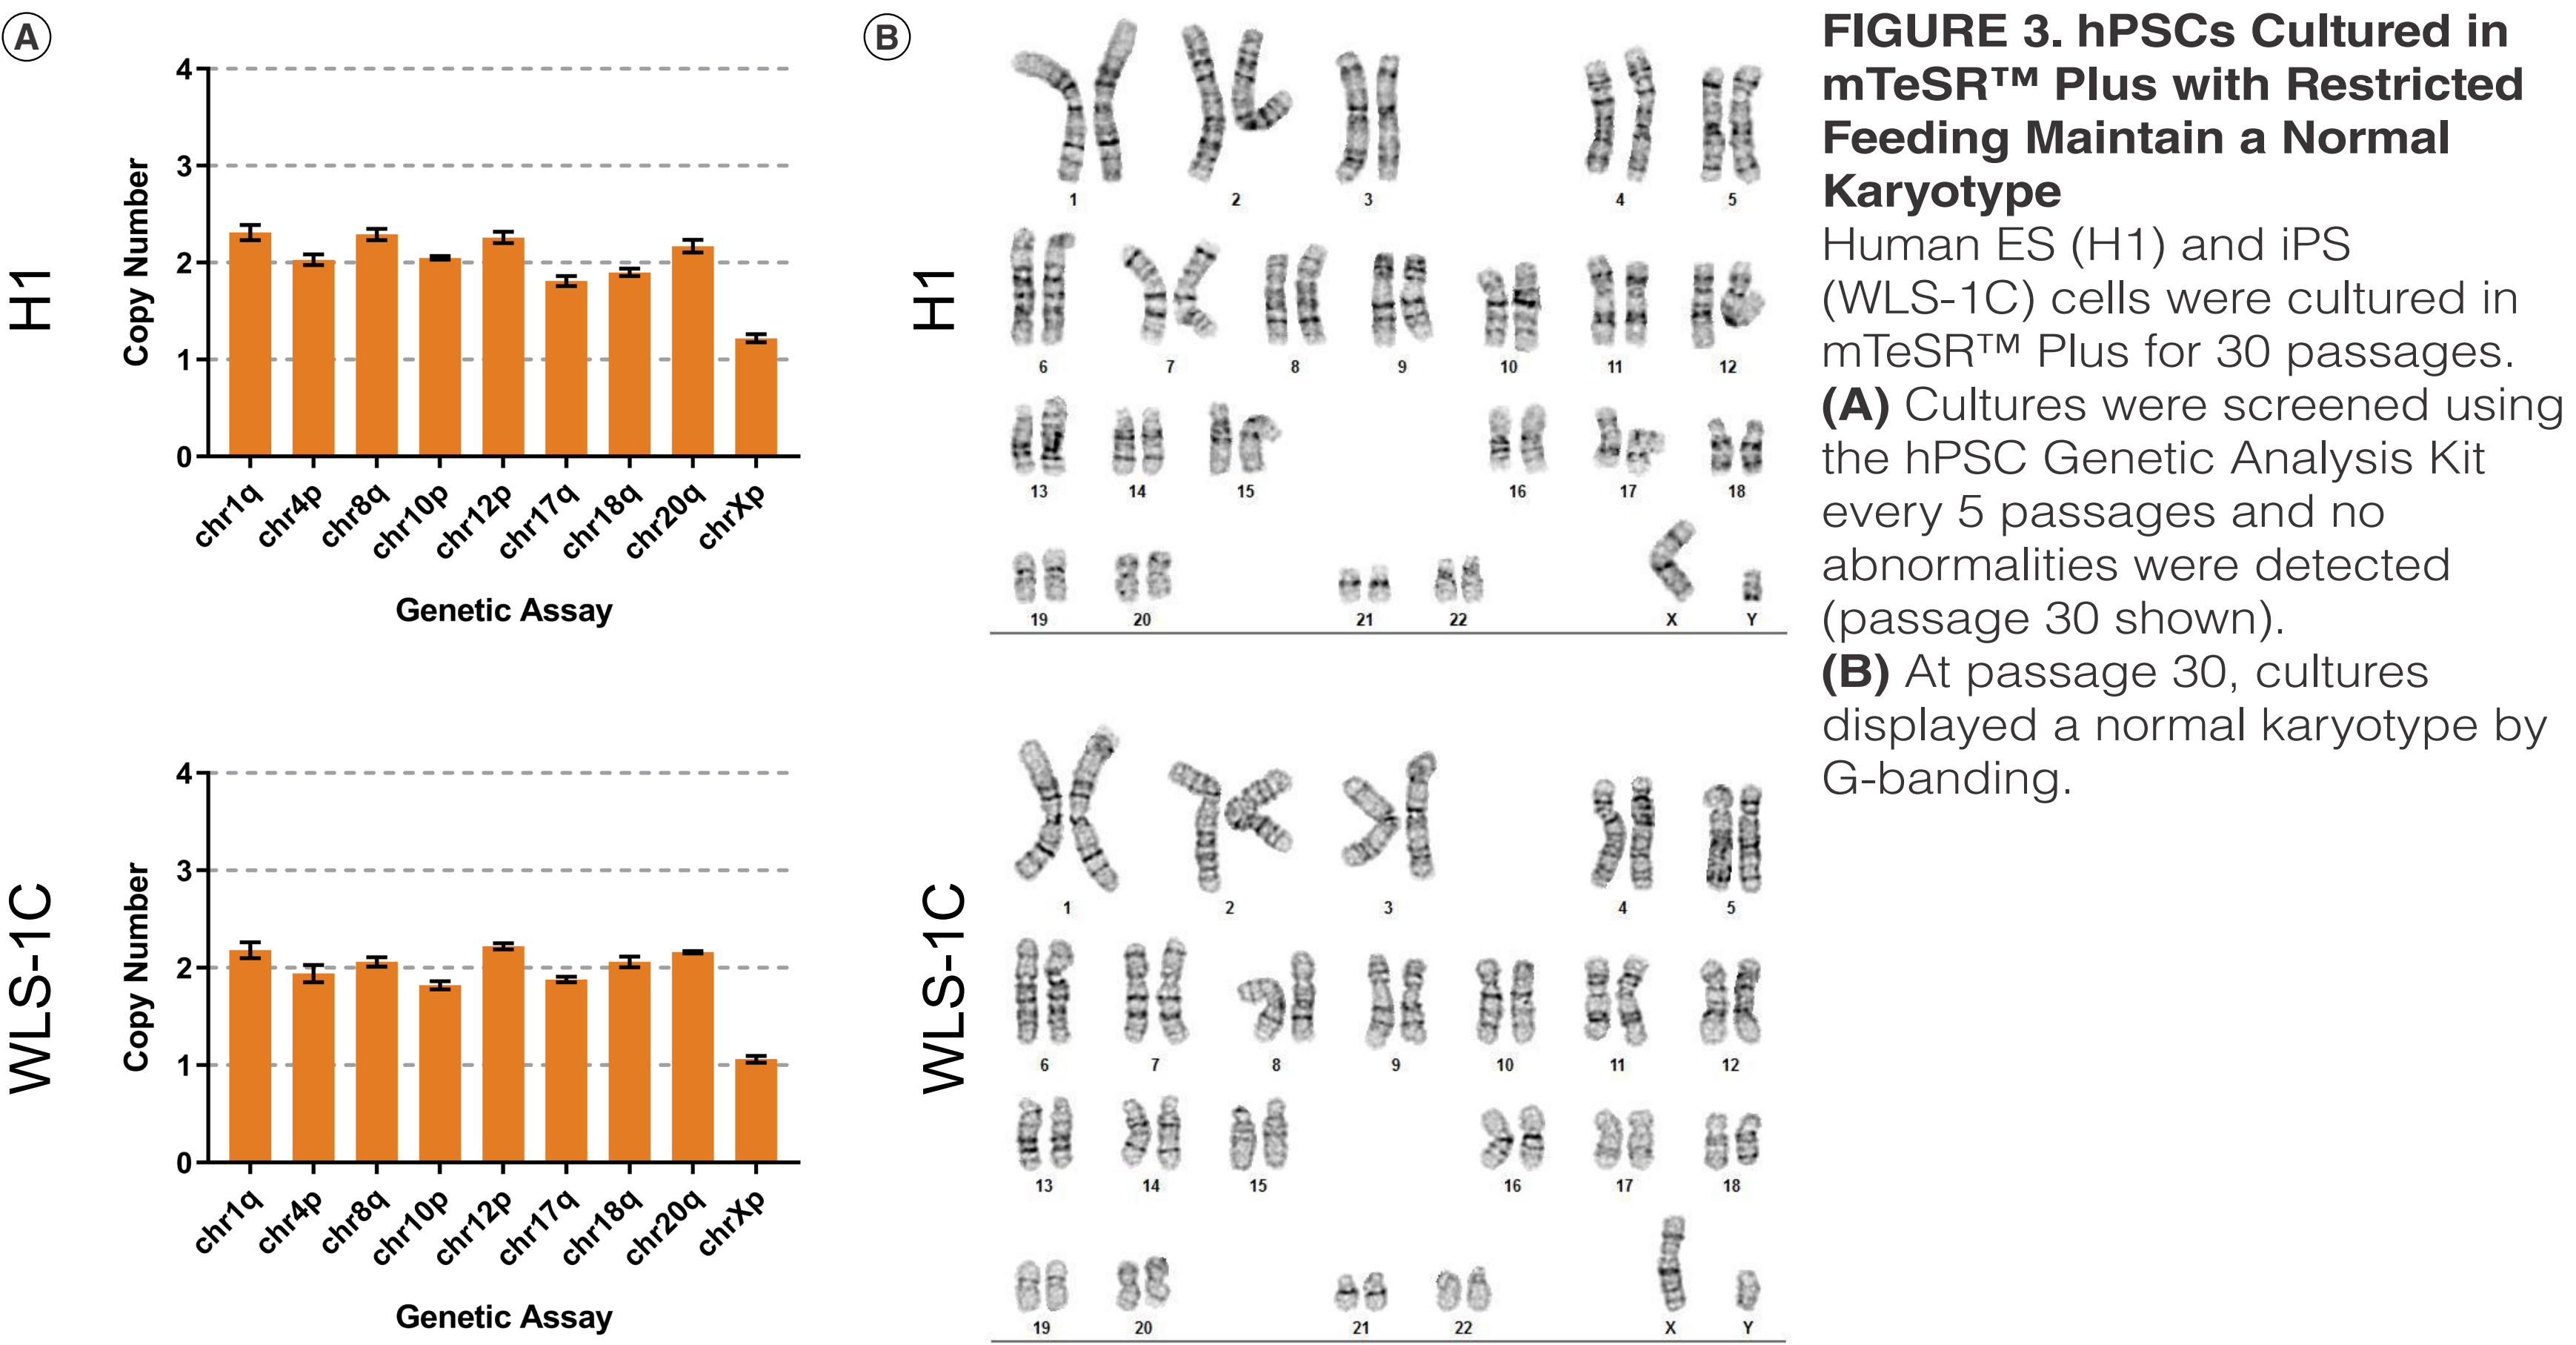 A
H1
Copy Number
4
3
2
1
0
chr1q
chr4p
chr8q
chr10p
chr12p
chr17q
chr18q
chr20q
chrXp
Genetic Assay
WLS-1C
Copy Number
4
3
2
1
0
chr1q
chr4p
chr8q
chr10p
chr12p
chr17q
chr18q
chr20q
chrXp
Genetic Assay
B
H1
1 2 3 4 5
6 7 8 9 10 11 12
13 14 15 16 17 18
19 20 21 22 X Y
WLS-1C
1 2 3 4 5
6 7 8 9 10 11 12
13 14 15 16 17 18
19 20 21 22 X Y
FIGURE 3. hPSCs Cultured in
mTeSR™ Plus with Restricted
Feeding Maintain a Normal
Karyotype
Human ES (H1) and iPS
(WLS-1C) cells were cultured in
mTeSR™ Plus for 30 passages.
(A) Cultures were screened using
the hPSC Genetic Analysis Kit
every 5 passages and no
abnormalities were detected
(passage 30 shown).
(B) At passage 30, cultures
displayed a normal karyotype by
G-banding.